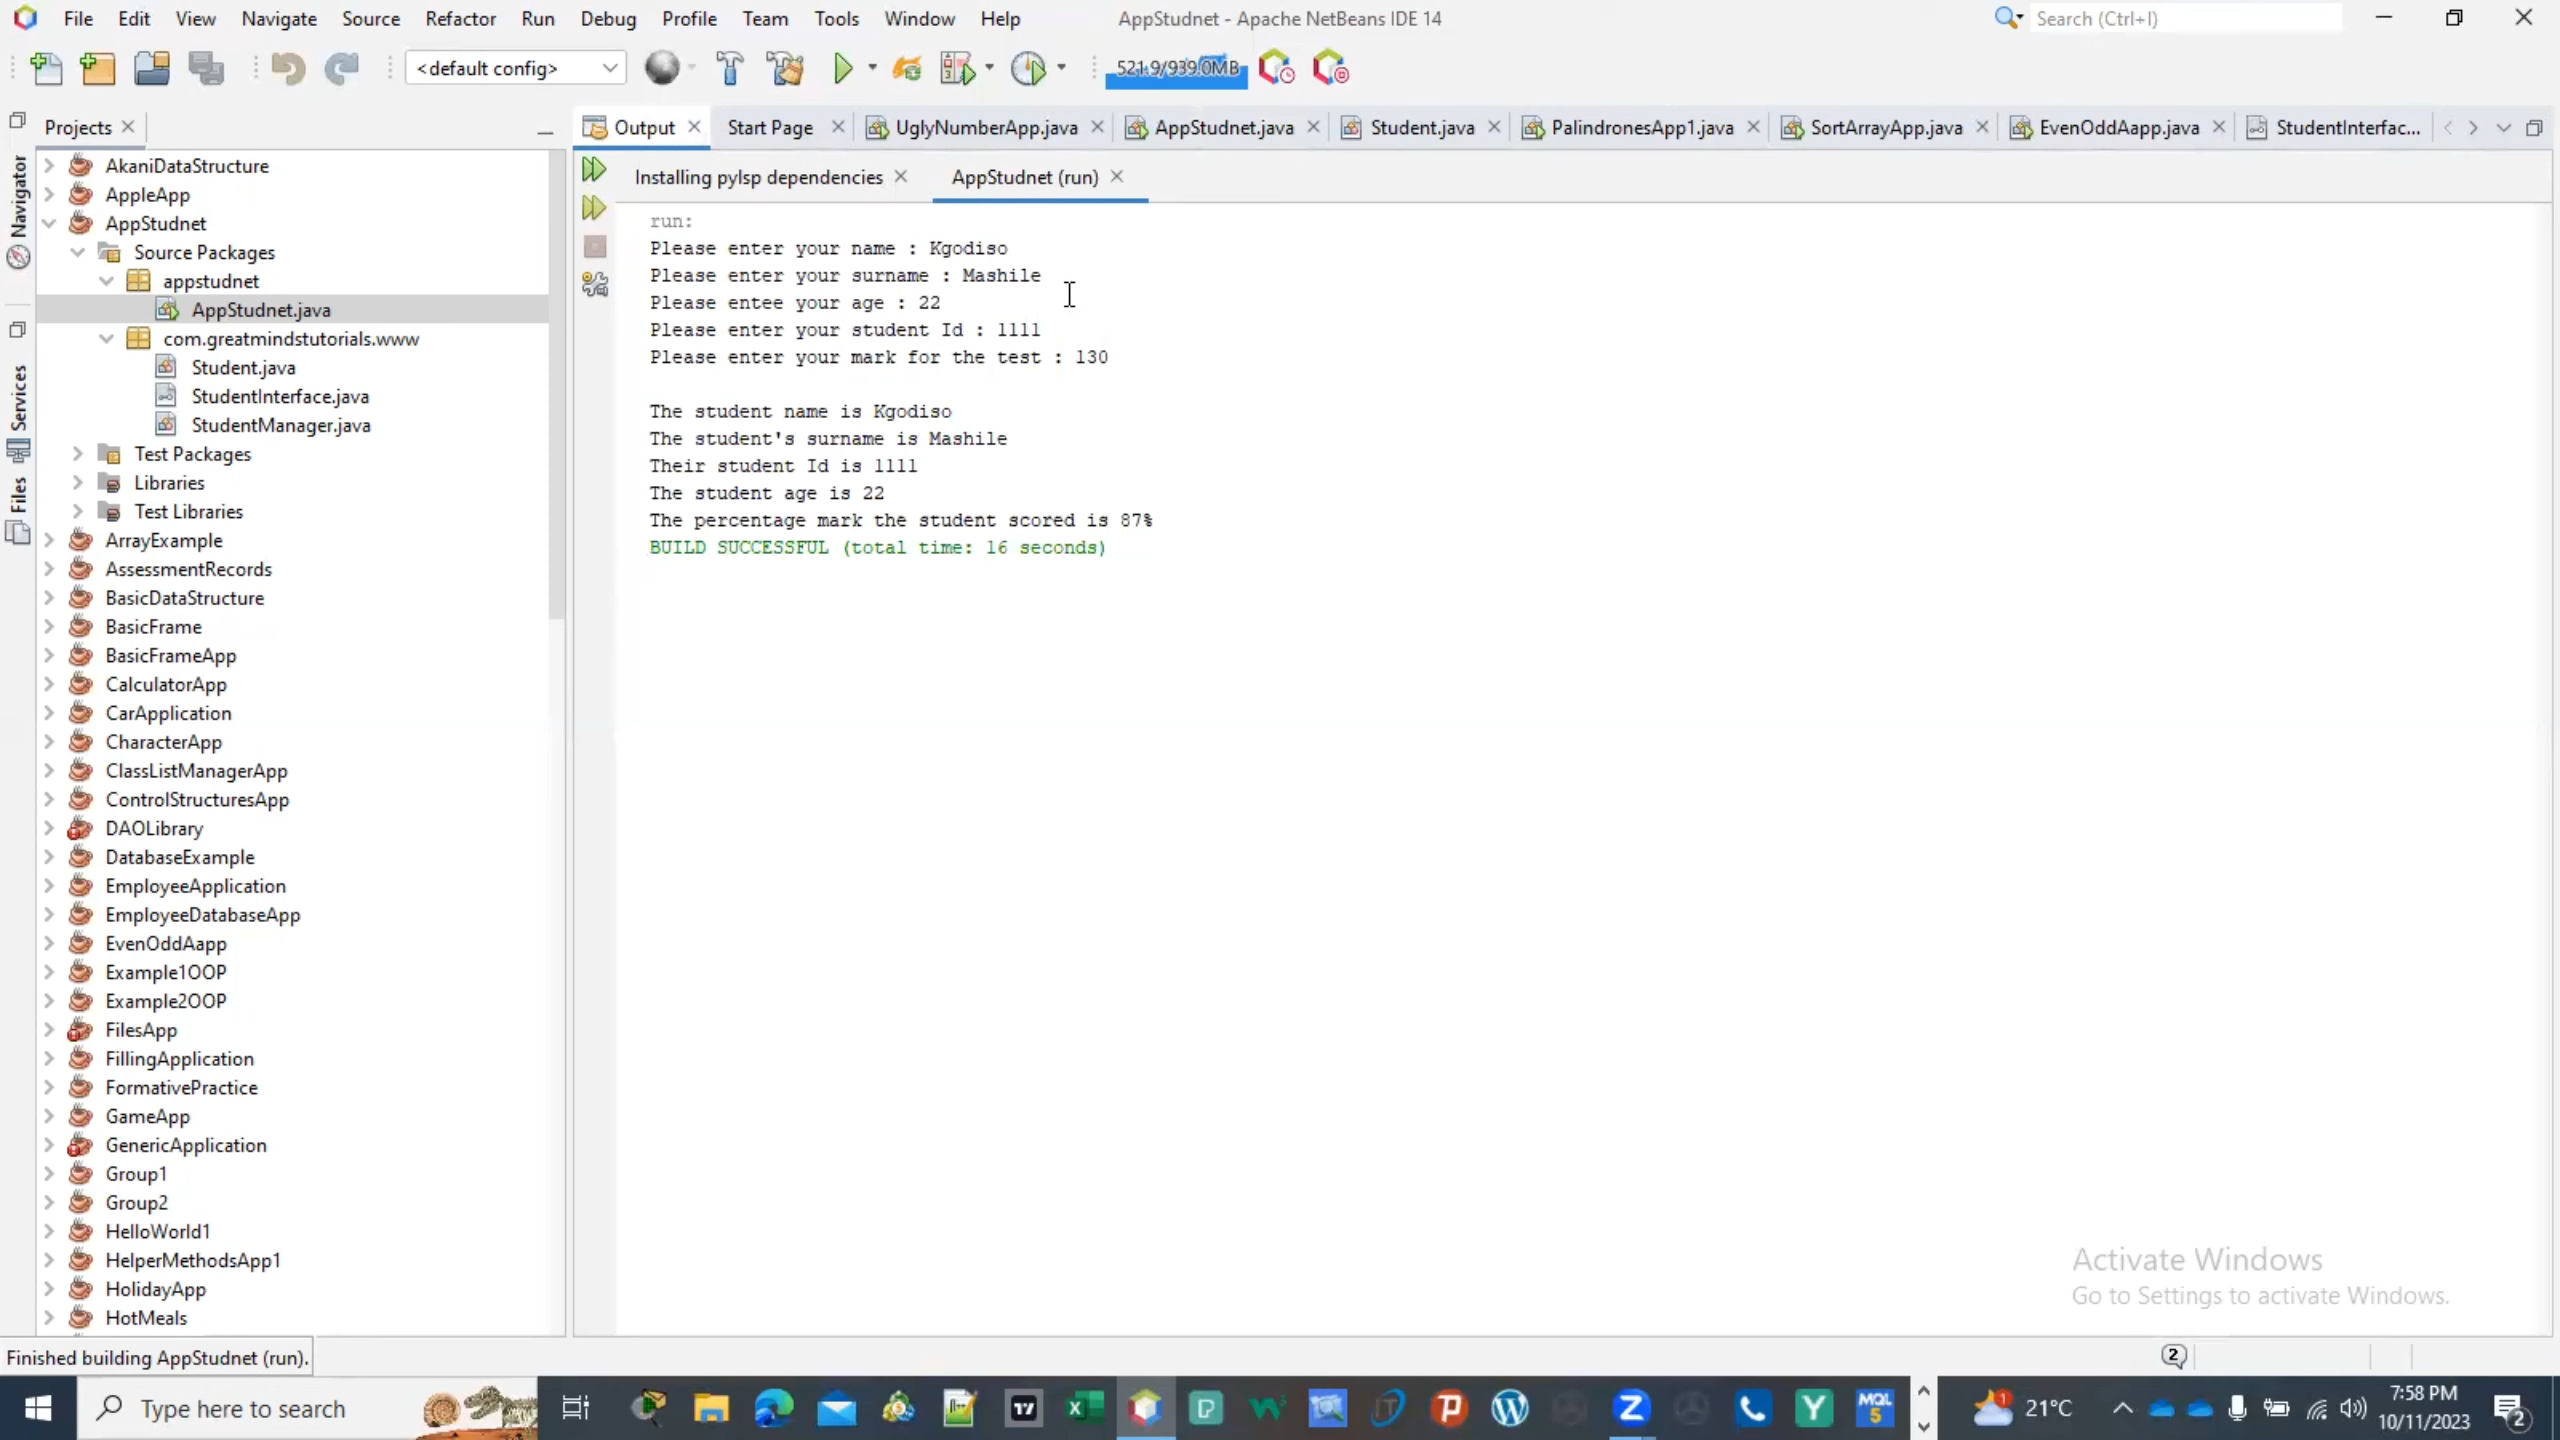 File Edit View Navigate Source Refactor Run Debug Profile Team Tools Window Help
AppStudnet - Apache NetBeans IDE 14
Search (Ctrl+I)
<default config>
521.9/939.0MB
Projects
Output Start Page UglyNumberApp.java AppStudnet.java Student.java PalindronesApp1.java SortArrayApp.java EvenOddAapp.java StudentInterfac...
Installing pylsp dependencies AppStudnet (run)
Navigator
Services
Files
AkaniDataStructure
AppleApp
AppStudnet
Source Packages
appstudnet
AppStudnet.java
com.greatmindstutorials.www
Student.java
StudentInterface.java
StudentManager.java
Test Packages
Libraries
Test Libraries
ArrayExample
AssessmentRecords
BasicDataStructure
BasicFrame
BasicFrameApp
CalculatorApp
CarApplication
CharacterApp
ClassListManagerApp
ControlStructuresApp
DAOLibrary
DatabaseExample
EmployeeApplication
EmployeeDatabaseApp
EvenOddAapp
Example1OOP
Example2OOP
FilesApp
FillingApplication
FormativePractice
GameApp
GenericApplication
Group1
Group2
HelloWorld1
HelperMethodsApp1
HolidayApp
HotMeals
run:
Please enter your name : Kgodiso
Please enter your surname : Mashile
Please entee your age : 22
Please enter your student Id : 1111
Please enter your mark for the test : 130
The student name is Kgodiso
The student's surname is Mashile
Their student Id is 1111
The student age is 22
The percentage mark the student scored is 87%
BUILD SUCCESSFUL (total time: 16 seconds)
Activate Windows
Go to Settings to activate Windows.
Finished building AppStudnet (run).
2
Type here to search
21°C
7:58 PM
10/11/2023
2